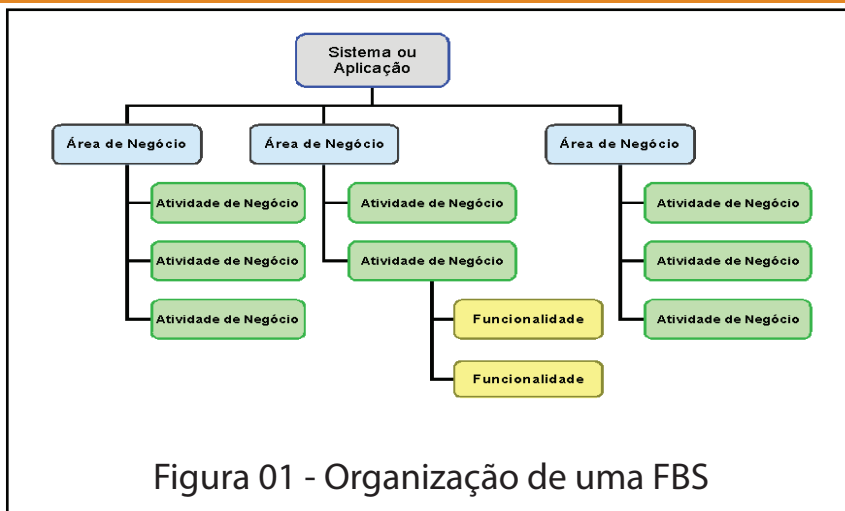 Sistema ou
Aplicação
Área de Negócio
Área de Negócio
Área de Negócio
Atividade de Negócio
Atividade de Negócio
Atividade de Negócio
Atividade de Negócio
Atividade de Negócio
Atividade de Negócio
Atividade de Negócio
Funcionalidade
Atividade de Negócio
Funcionalidade
Figura 01 - Organização de uma FBS